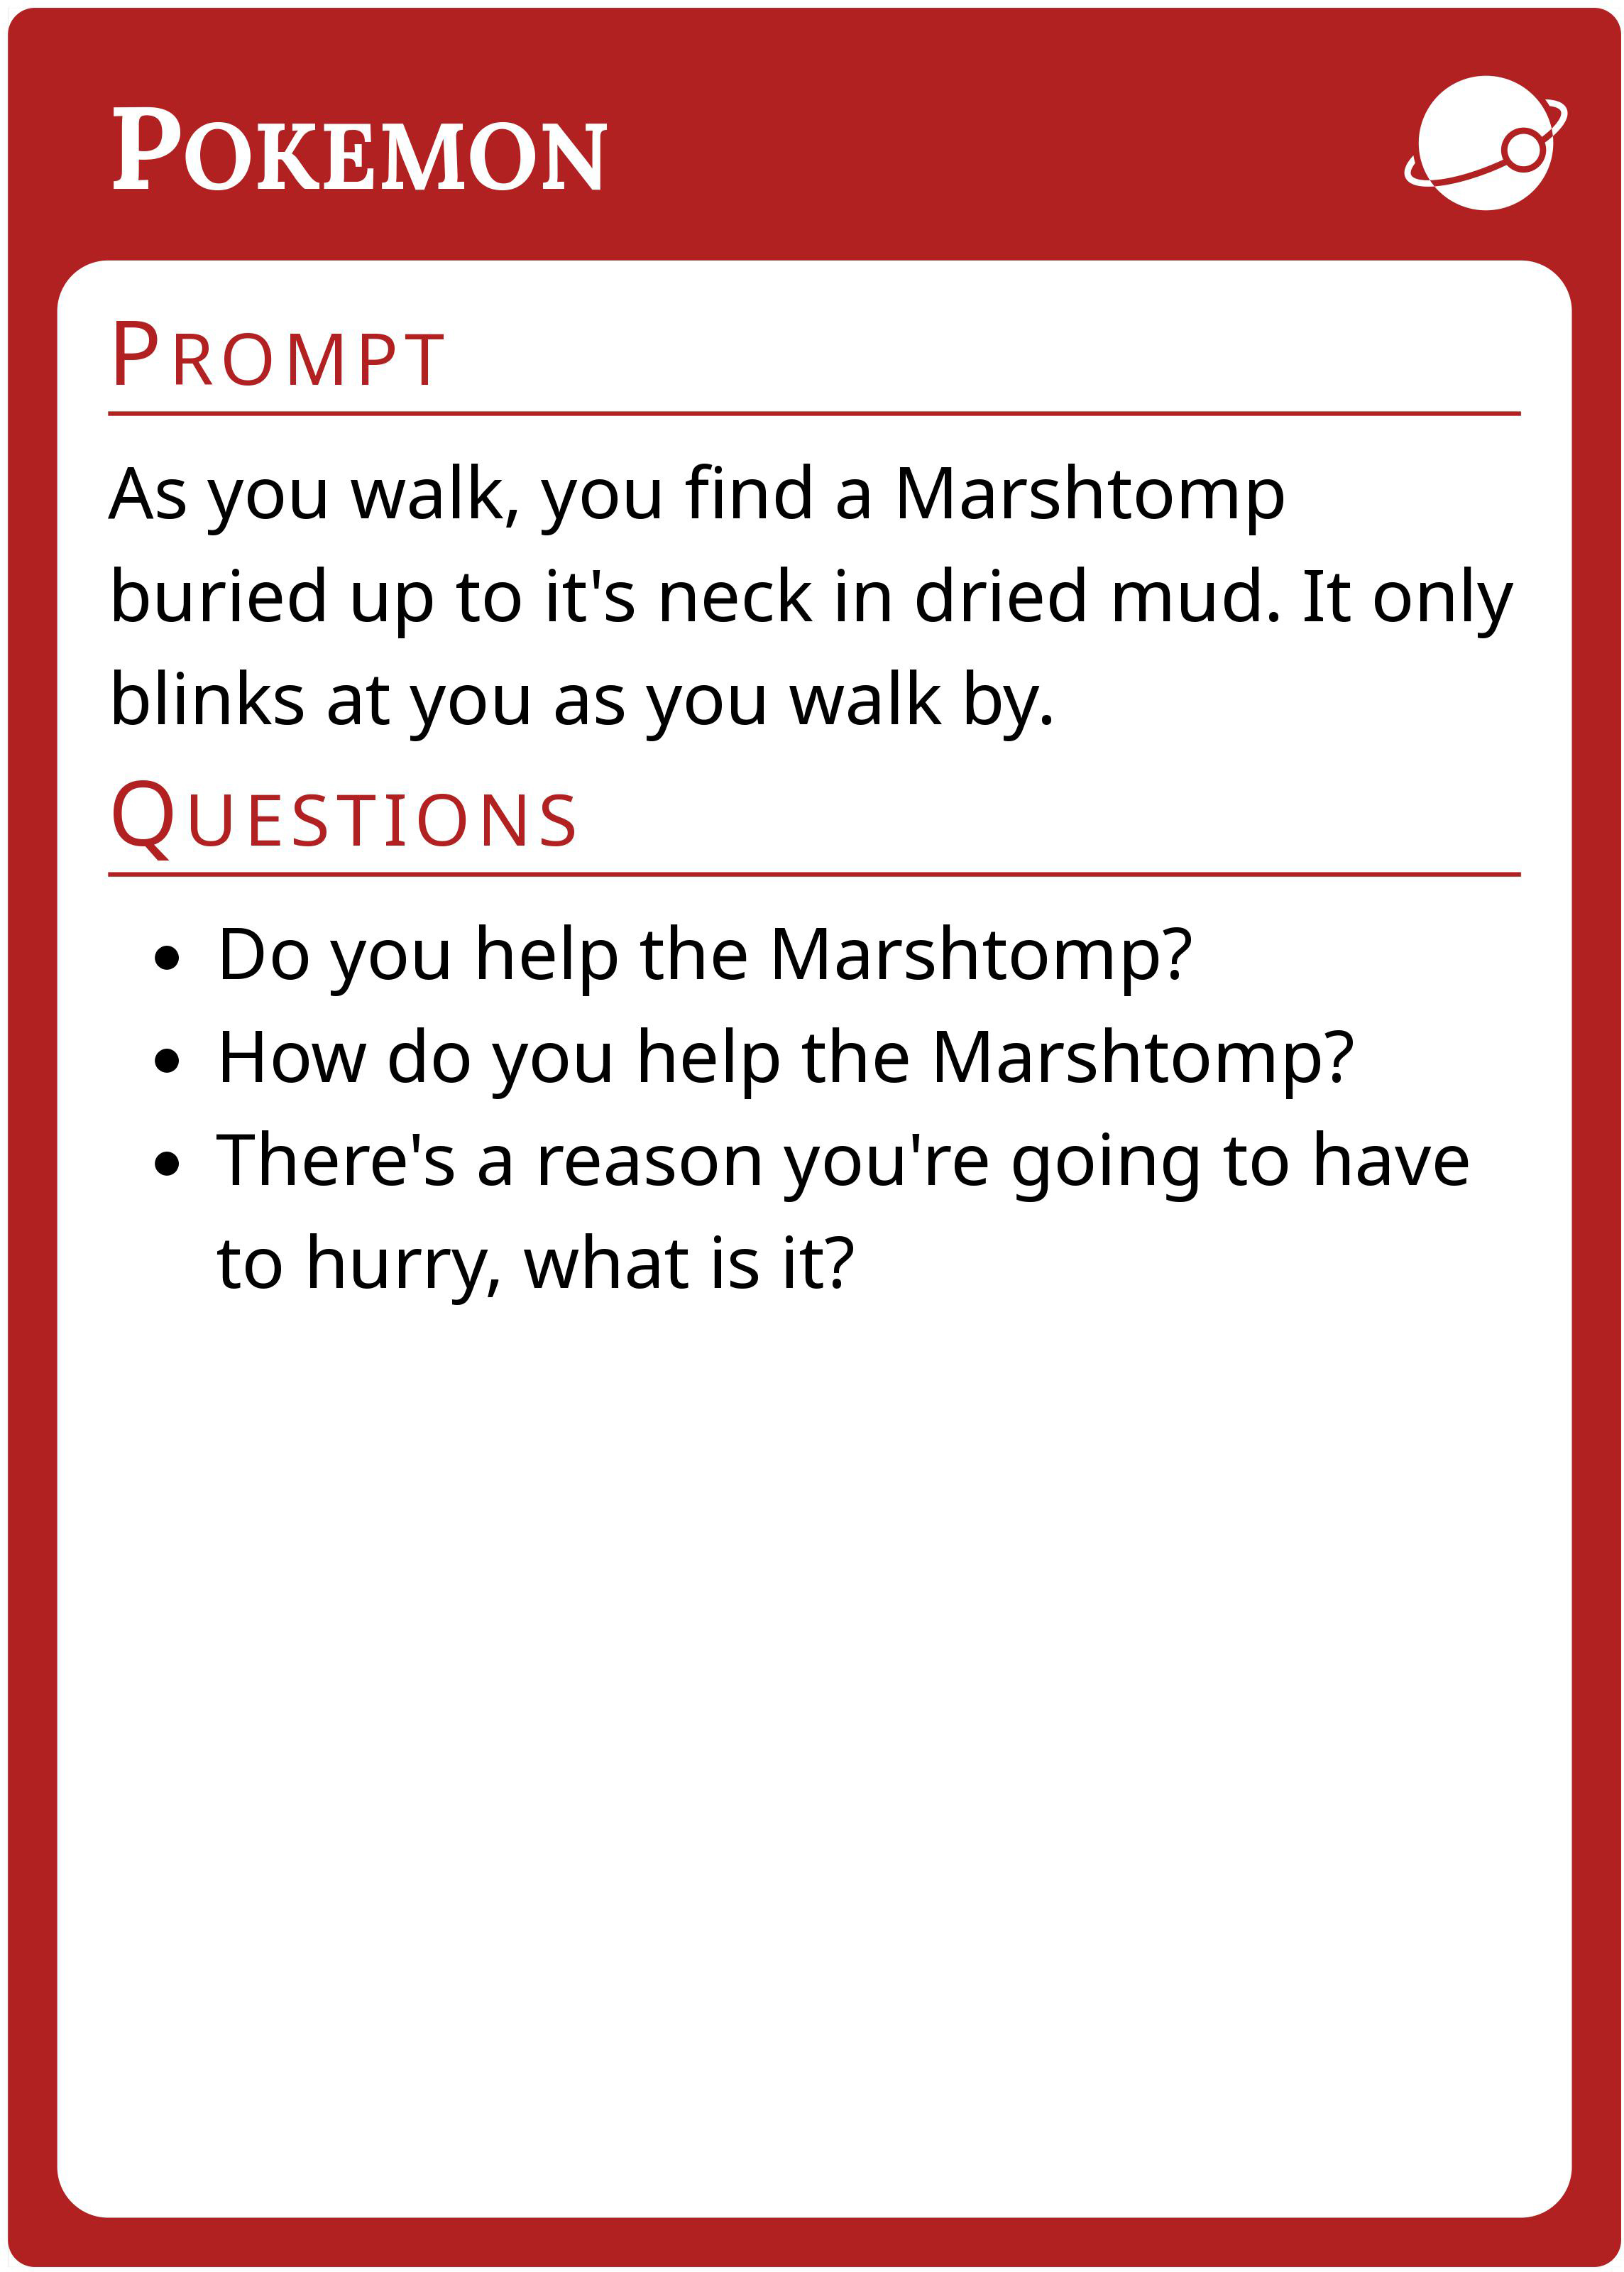 POKEMON
PROMPT
As you walk, you find a Marshtomp
buried up to it's neck in dried mud. It only
blinks at you as you walk by.
QUESTIONS
• Do you help the Marshtomp?
• How do you help the Marshtomp?
• There's a reason you're going to have
to hurry, what is it?